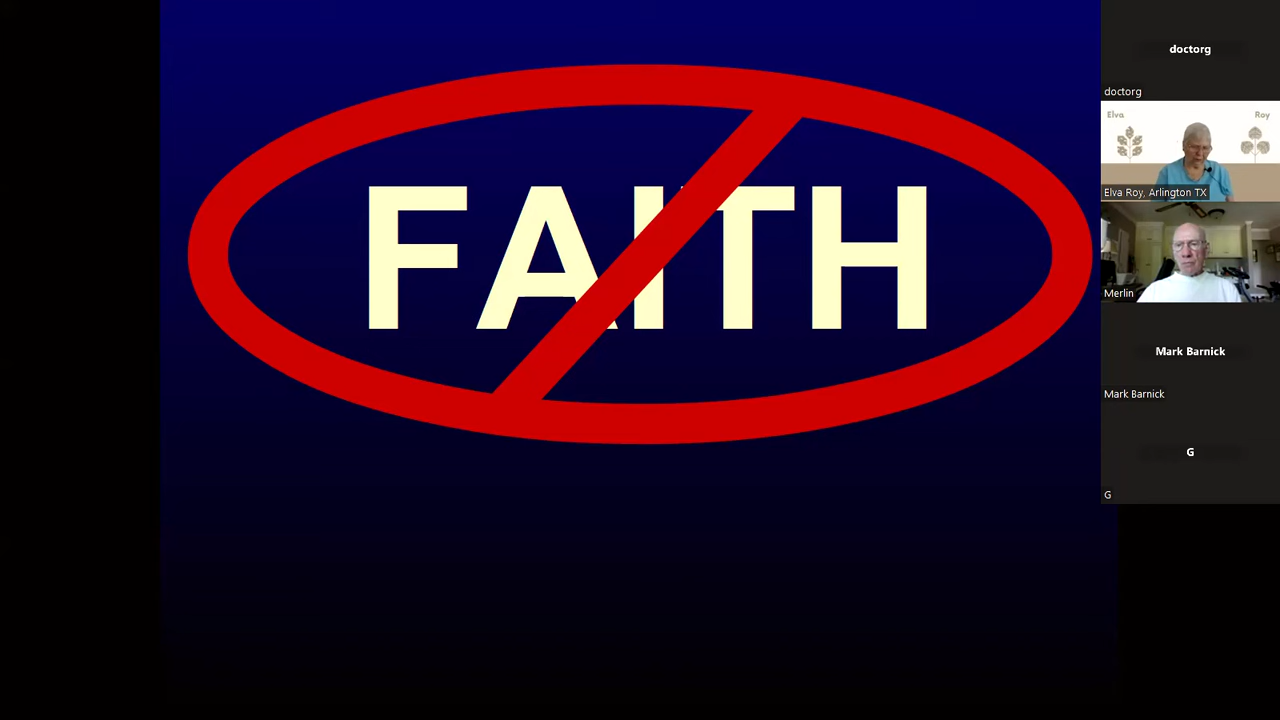 FAITH
doctorg
doctorg
Elva
Roy
Elva Roy, Arlington TX
Merlin
Mark Barnick
Mark Barnick
G
G